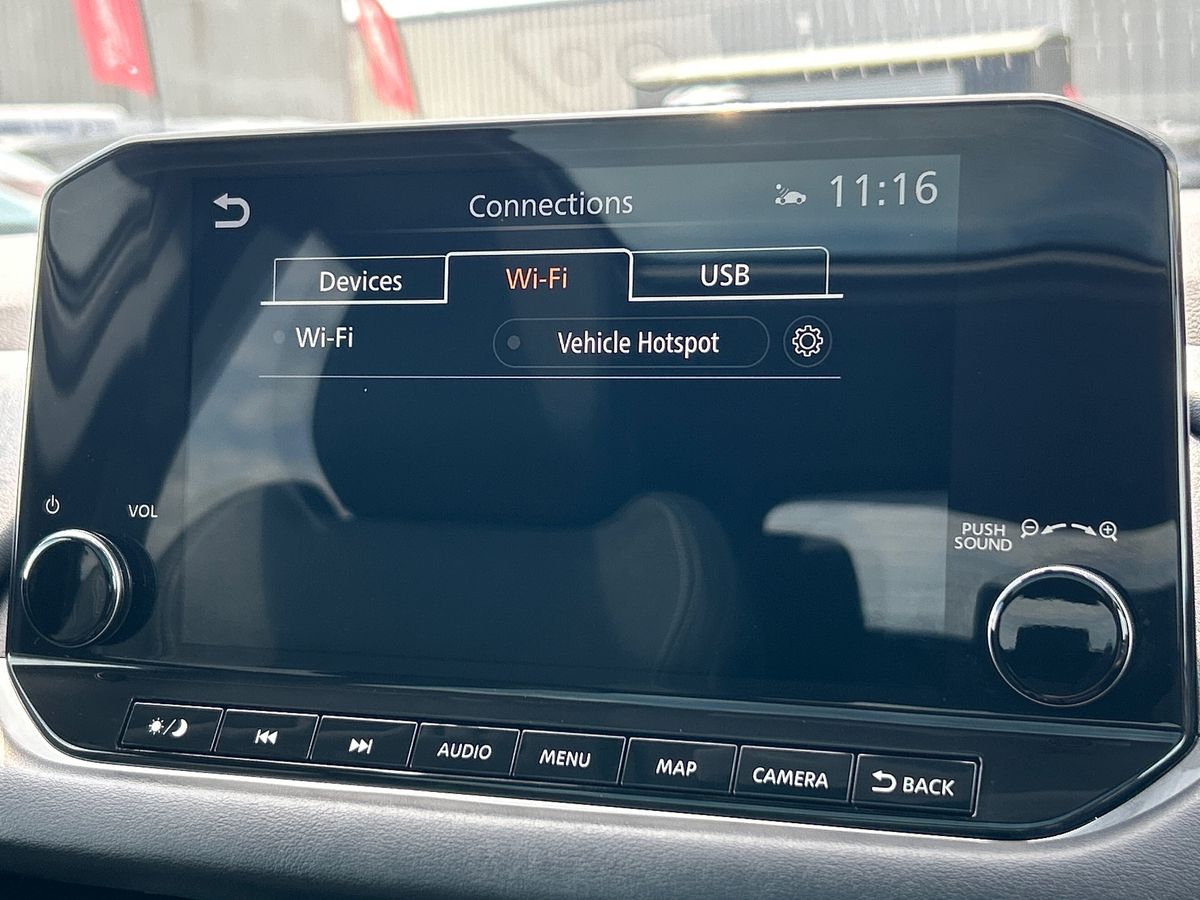 Connections
11:16
Devices
Wi-Fi
USB
Wi-Fi
Vehicle Hotspot
VOL
PUSH
SOUND
AUDIO
MENU
MAP
CAMERA
BACK